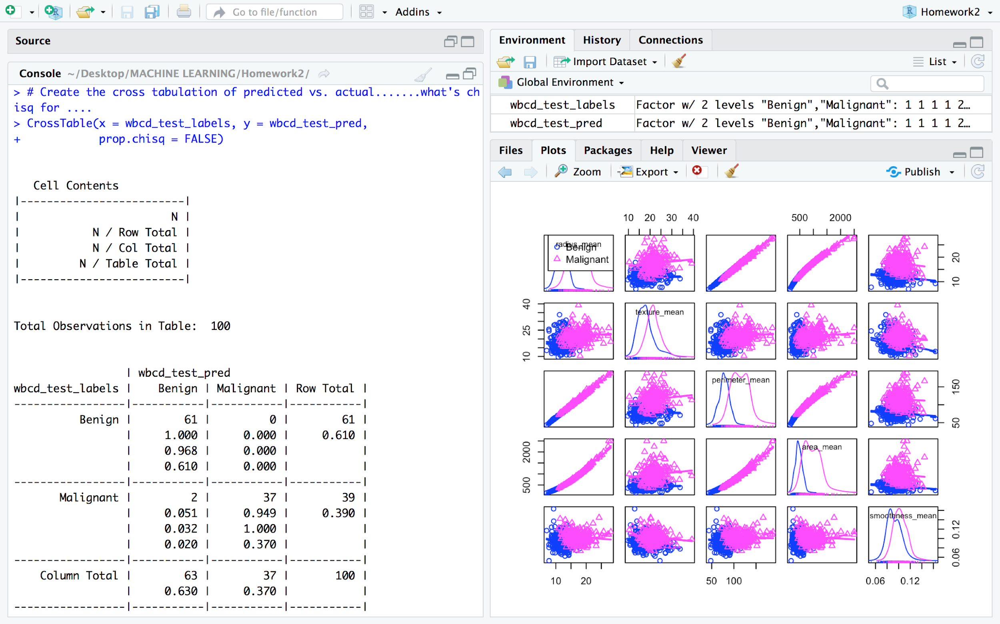 Go to file/function
Addins
Homework2
Source
Console ~/Desktop/MACHINE LEARNING/Homework2/
> # Create the cross tabulation of predicted vs. actual.......what's ch
isq for ....
> CrossTable(x = wbcd_test_labels, y = wbcd_test_pred,
+             prop.chisq = FALSE)
   Cell Contents
|-------------------------|
|                       N |
|           N / Row Total |
|           N / Col Total |
|         N / Table Total |
|-------------------------|
Total Observations in Table:  100
                 | wbcd_test_pred
wbcd_test_labels |    Benign | Malignant | Row Total |
-----------------|-----------|-----------|-----------|
          Benign |        61 |         0 |        61 |
                 |     1.000 |     0.000 |     0.610 |
                 |     0.968 |     0.000 |           |
                 |     0.610 |     0.000 |           |
-----------------|-----------|-----------|-----------|
       Malignant |         2 |        37 |        39 |
                 |     0.051 |     0.949 |     0.390 |
                 |     0.032 |     1.000 |           |
                 |     0.020 |     0.370 |           |
-----------------|-----------|-----------|-----------|
    Column Total |        63 |        37 |       100 |
                 |     0.630 |     0.370 |           |
-----------------|-----------|-----------|-----------|
Environment History Connections
Import Dataset
List
Global Environment
wbcd_test_labels Factor w/ 2 levels "Benign","Malignant": 1 1 1 1 2…
wbcd_test_pred Factor w/ 2 levels "Benign","Malignant": 1 1 1 1 2…
Files Plots Packages Help Viewer
Zoom Export Publish
10 20 30 40 500 2000
radius_mean
Benign
Malignant
20
10
40
25
10
texture_mean
perimeter_mean
150
50
2000
500
area_mean
smoothness_mean
0.12
0.06
10 20 50 100 0.06 0.12